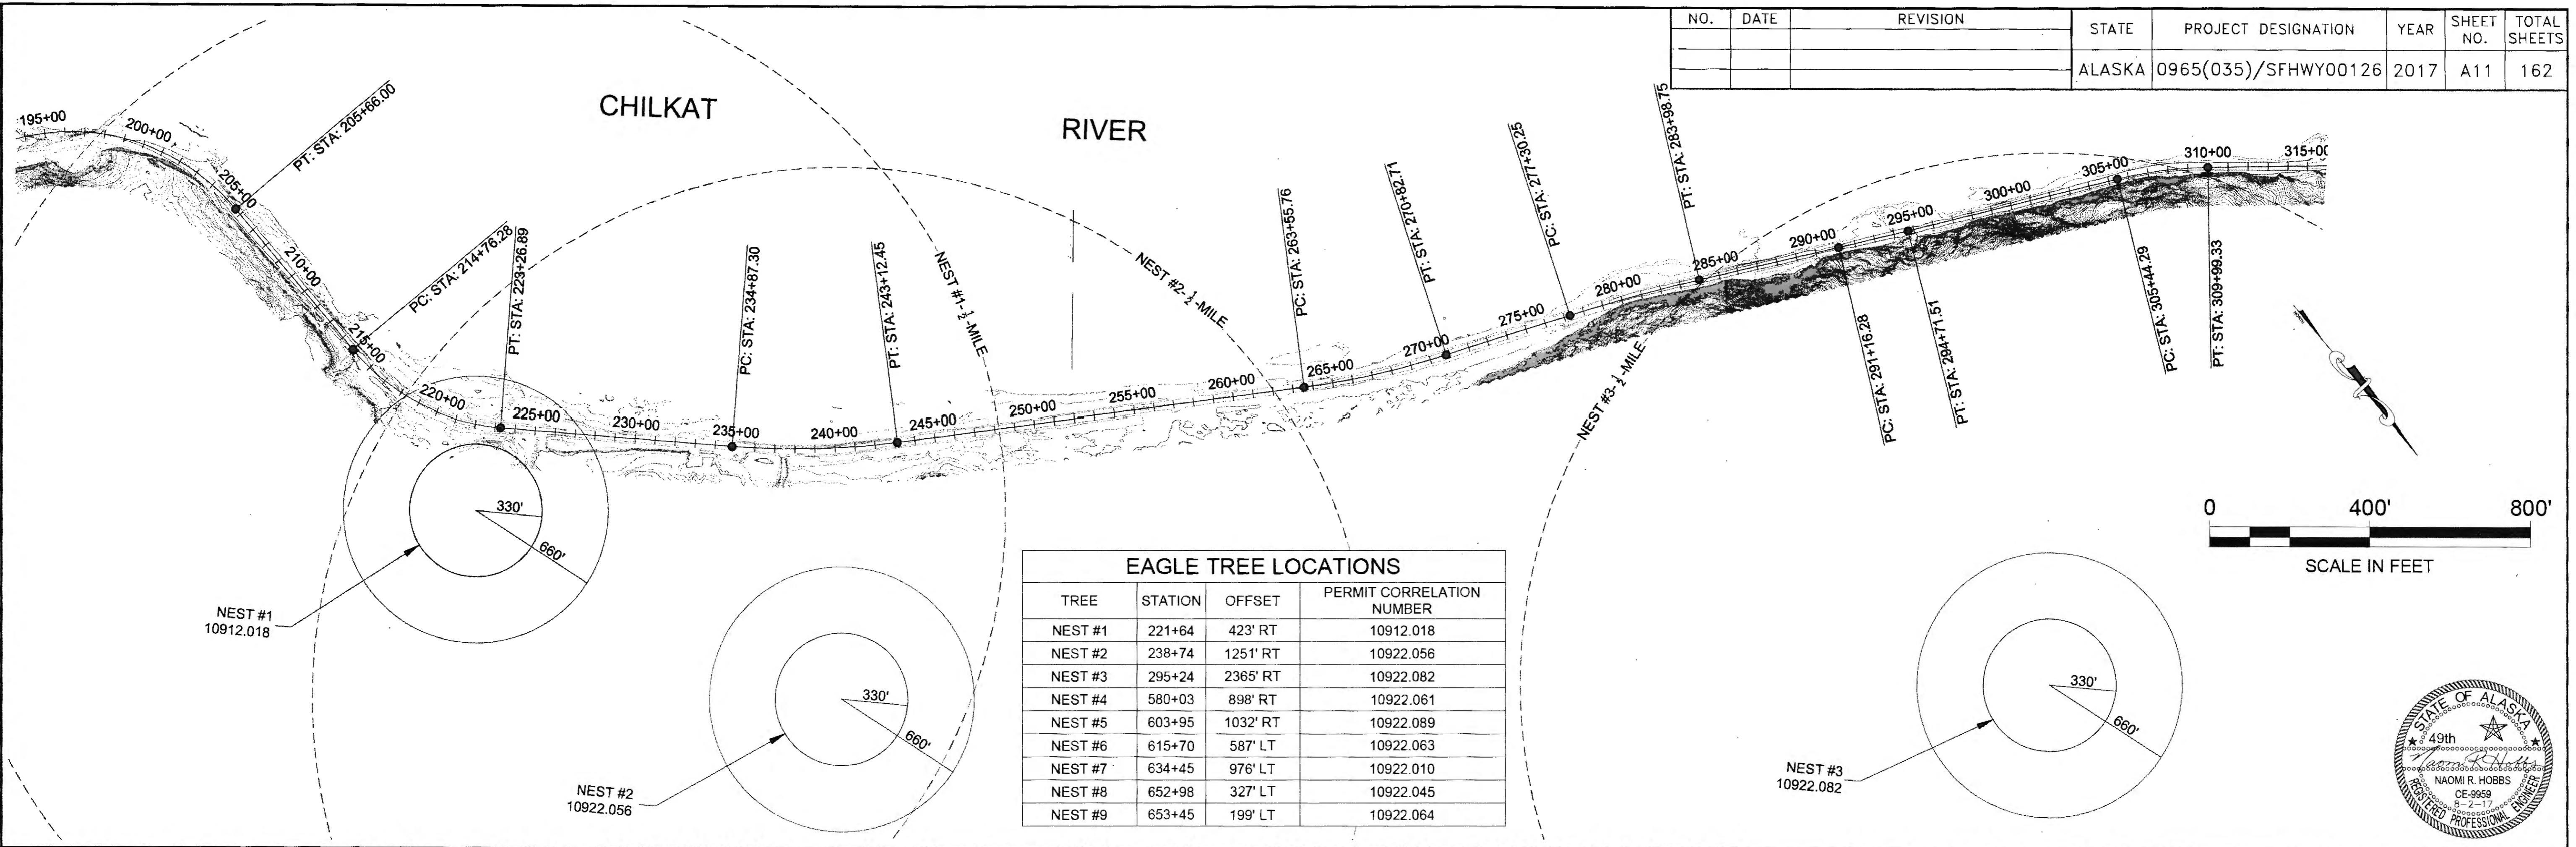 NO. DATE REVISION
STATE PROJECT DESIGNATION YEAR SHEET NO. TOTAL SHEETS
ALASKA 0965(035)/SFHWY00126 2017 A11 162
CHILKAT
RIVER
195+00
200+00
205+00
PT: STA: 205+66.00
210+00
PC: STA: 214+76.28
215+00
220+00
PT: STA: 223+26.89
225+00
230+00
PC: STA: 234+87.30
235+00
240+00
PT: STA: 243+12.45
245+00
NEST #1-½-MILE
250+00
255+00
NEST #2-½-MILE
260+00
PC: STA: 263+55.76
265+00
270+00
PT: STA: 270+82.71
275+00
PC: STA: 277+30.25
280+00
PT: STA: 283+98.75
285+00
NEST #3-½-MILE
290+00
PC: STA: 291+16.28
295+00
PT: STA: 294+71.51
300+00
305+00
PC: STA: 305+44.29
310+00
PT: STA: 309+99.33
315+00
0 400' 800'
SCALE IN FEET
330'
660'
NEST #1
10912.018
330'
660'
NEST #2
10922.056
330'
660'
NEST #3
10922.082
EAGLE TREE LOCATIONS
TREE STATION OFFSET PERMIT CORRELATION NUMBER
NEST #1 221+64 423' RT 10912.018
NEST #2 238+74 1251' RT 10922.056
NEST #3 295+24 2365' RT 10922.082
NEST #4 580+03 898' RT 10922.061
NEST #5 603+95 1032' RT 10922.089
NEST #6 615+70 587' LT 10922.063
NEST #7 634+45 976' LT 10922.010
NEST #8 652+98 327' LT 10922.045
NEST #9 653+45 199' LT 10922.064
STATE OF ALASKA
49th
Naomi R Hobbs
NAOMI R. HOBBS
CE-9959
8-2-17
REGISTERED PROFESSIONAL ENGINEER